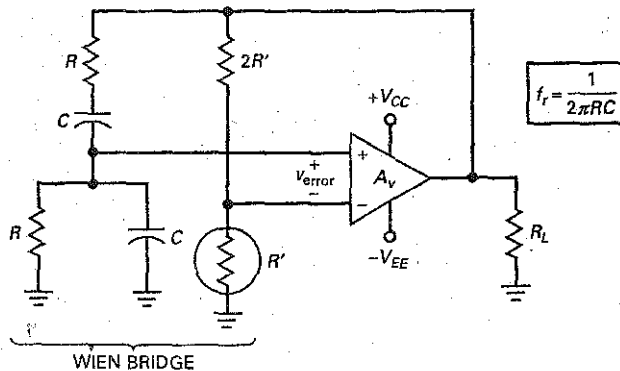 R
2R'
C
+V_CC
f_r = 1 / 2πRC
+
v_error
−
+
A_v
−
R
C
R'
−V_EE
R_L
WIEN BRIDGE